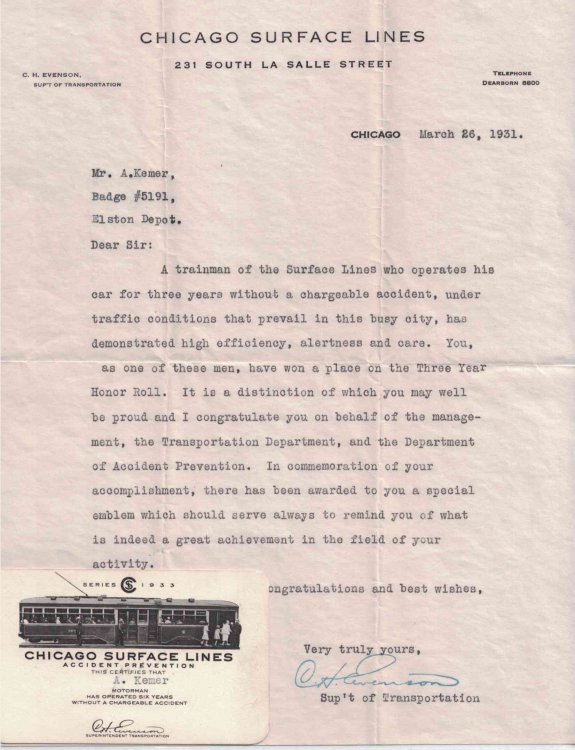 CHICAGO SURFACE LINES
231 SOUTH LA SALLE STREET
C. H. EVENSON,
SUP'T OF TRANSPORTATION
TELEPHONE
DEARBORN 8800
CHICAGO March 26, 1931.
Mr. A.Kemer,
Badge #5191,
Elston Depot.
Dear Sir:
A trainman of the Surface Lines who operates his
car for three years without a chargeable accident, under
traffic conditions that prevail in this busy city, has
demonstrated high efficiency, alertness and care. You,
as one of these men, have won a place on the Three Year
Honor Roll. It is a distinction of which you may well
be proud and I congratulate you on behalf of the manage-
ment, the Transportation Department, and the Department
of Accident Prevention. In commemoration of your
accomplishment, there has been awarded to you a special
emblem which should serve always to remind you of what
is indeed a great achievement in the field of your
activity.
ongratulations and best wishes,
Very truly yours,
C H Evenson
Sup't of Transportation
SERIES CSL 1933
CHICAGO SURFACE LINES
ACCIDENT PREVENTION
THIS CERTIFIES THAT
A. Kemer
MOTORMAN
HAS OPERATED SIX YEARS
WITHOUT A CHARGEABLE ACCIDENT
C.H. Evenson
SUPERINTENDENT TRANSPORTATION